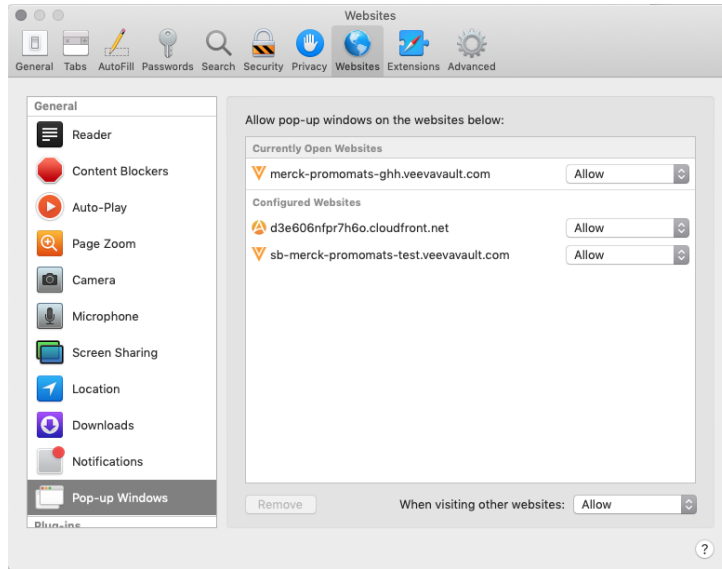 Websites
General Tabs AutoFill Passwords Search Security Privacy Websites Extensions Advanced
General
Reader
Content Blockers
Auto-Play
Page Zoom
Camera
Microphone
Screen Sharing
Location
Downloads
Notifications
Pop-up Windows
Plug-ins
Allow pop-up windows on the websites below:
Currently Open Websites
merck-promomats-ghh.veevavault.com Allow
Configured Websites
d3e606nfpr7h6o.cloudfront.net Allow
sb-merck-promomats-test.veevavault.com Allow
Remove When visiting other websites: Allow
?